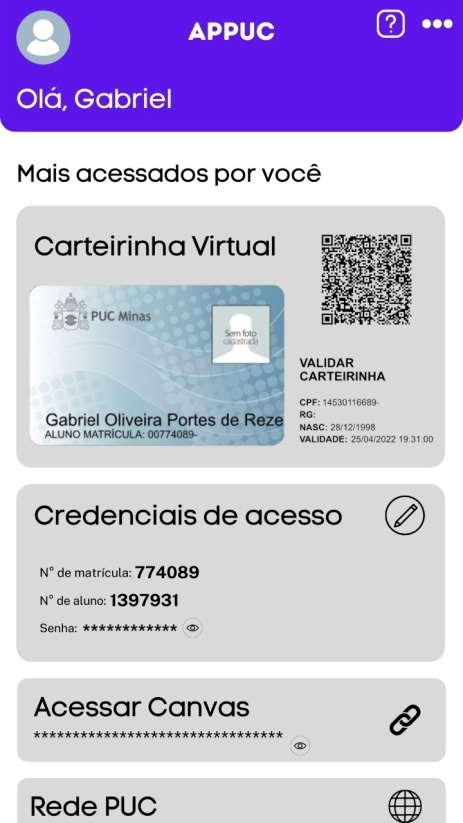 APPUC
Olá, Gabriel
Mais acessados por você
Carteirinha Virtual
PUC Minas
Sem foto
cadastrada
Gabriel Oliveira Portes de Reze
ALUNO MATRÍCULA: 00774089-
VALIDAR
CARTEIRINHA
CPF: 14530116689-
RG:
NASC: 28/12/1998
VALIDADE: 25/04/2022 19:31:00
Credenciais de acesso
N° de matrícula: 774089
N° de aluno: 1397931
Senha: ************
Acessar Canvas
*********************************
Rede PUC